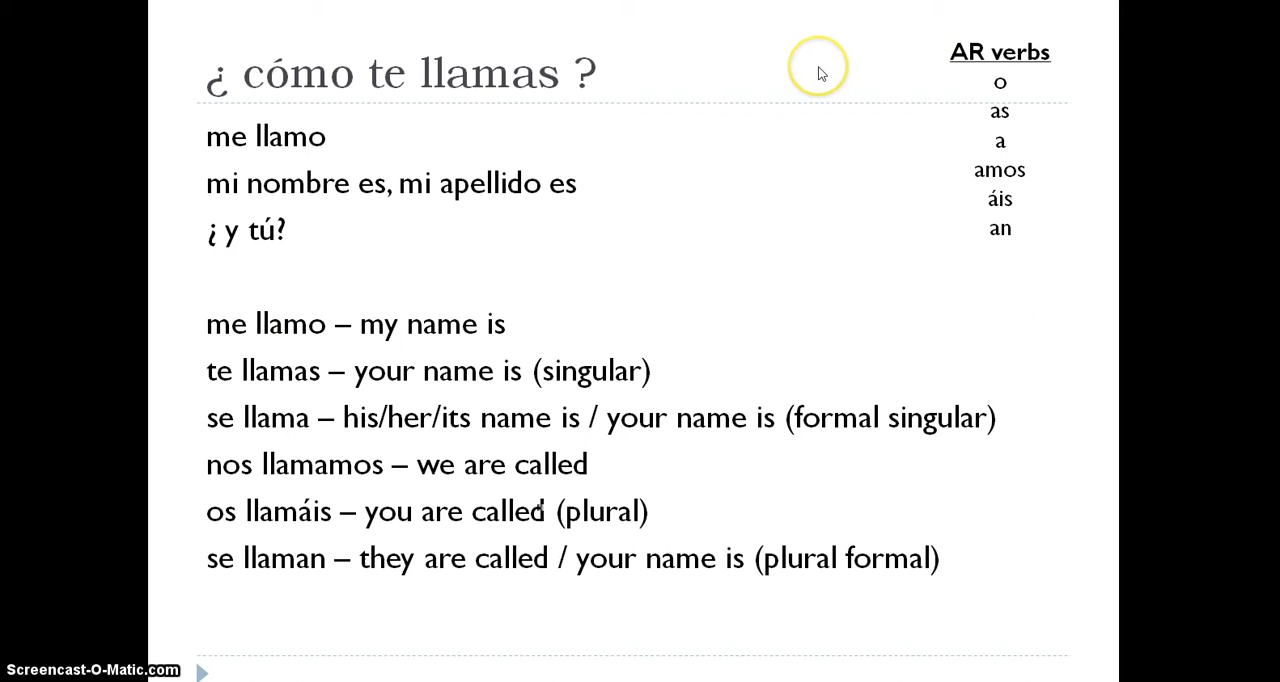 ¿ cómo te llamas ?
me llamo
mi nombre es, mi apellido es
¿ y tú?
me llamo – my name is
te llamas – your name is (singular)
se llama – his/her/its name is / your name is (formal singular)
nos llamamos – we are called
os llamáis – you are called (plural)
se llaman – they are called / your name is (plural formal)
AR verbs
o
as
a
amos
áis
an
Screencast-O-Matic.com